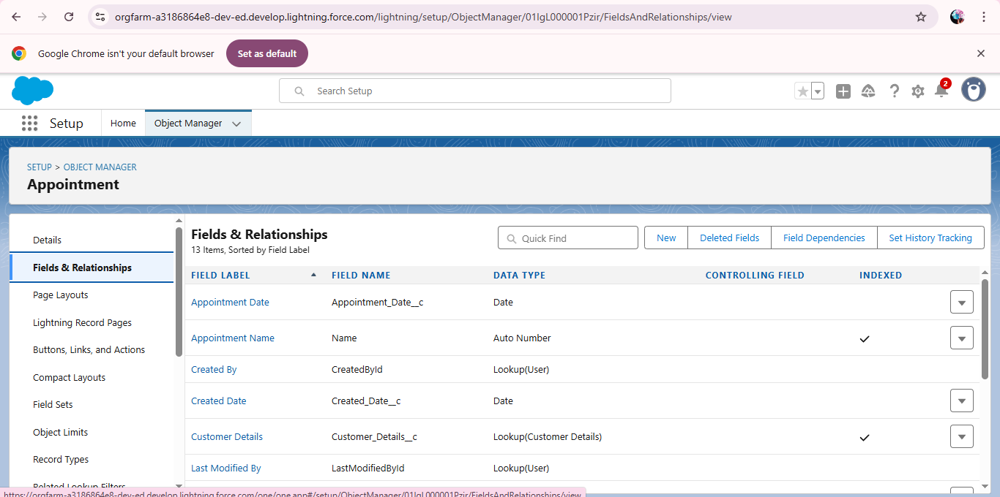 orgfarm-a3186864e8-dev-ed.develop.lightning.force.com/lightning/setup/ObjectManager/01IgL000001Pzir/FieldsAndRelationships/view
Google Chrome isn't your default browser
Set as default
Search Setup
2
Setup
Home
Object Manager
SETUP > OBJECT MANAGER
Appointment
Details
Fields & Relationships
Page Layouts
Lightning Record Pages
Buttons, Links, and Actions
Compact Layouts
Field Sets
Object Limits
Record Types
Related Lookup Filters
Fields & Relationships
13 Items, Sorted by Field Label
Quick Find
New
Deleted Fields
Field Dependencies
Set History Tracking
FIELD LABEL FIELD NAME DATA TYPE CONTROLLING FIELD INDEXED
Appointment Date Appointment_Date__c Date
Appointment Name Name Auto Number
Created By CreatedById Lookup(User)
Created Date Created_Date__c Date
Customer Details Customer_Details__c Lookup(Customer Details)
Last Modified By LastModifiedById Lookup(User)
https://orgfarm-a3186864e8-dev-ed.develop.lightning.force.com/one/one.app#/setup/ObjectManager/01IgL000001Pzir/FieldsAndRelationships/view